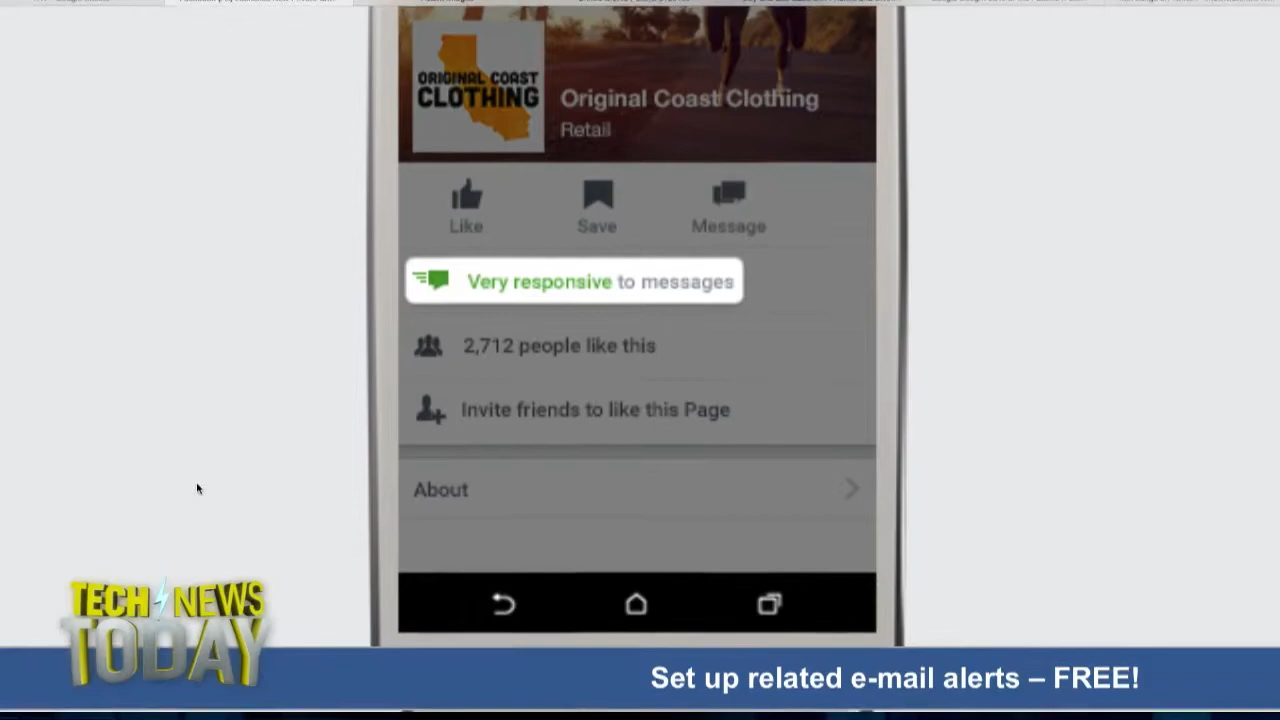 ORIGINAL COAST
CLOTHING
Original Coast Clothing
Retail
Like
Save
Message
Very responsive to messages
2,712 people like this
Invite friends to like this Page
About
TECH NEWS
TODAY
Set up related e-mail alerts – FREE!